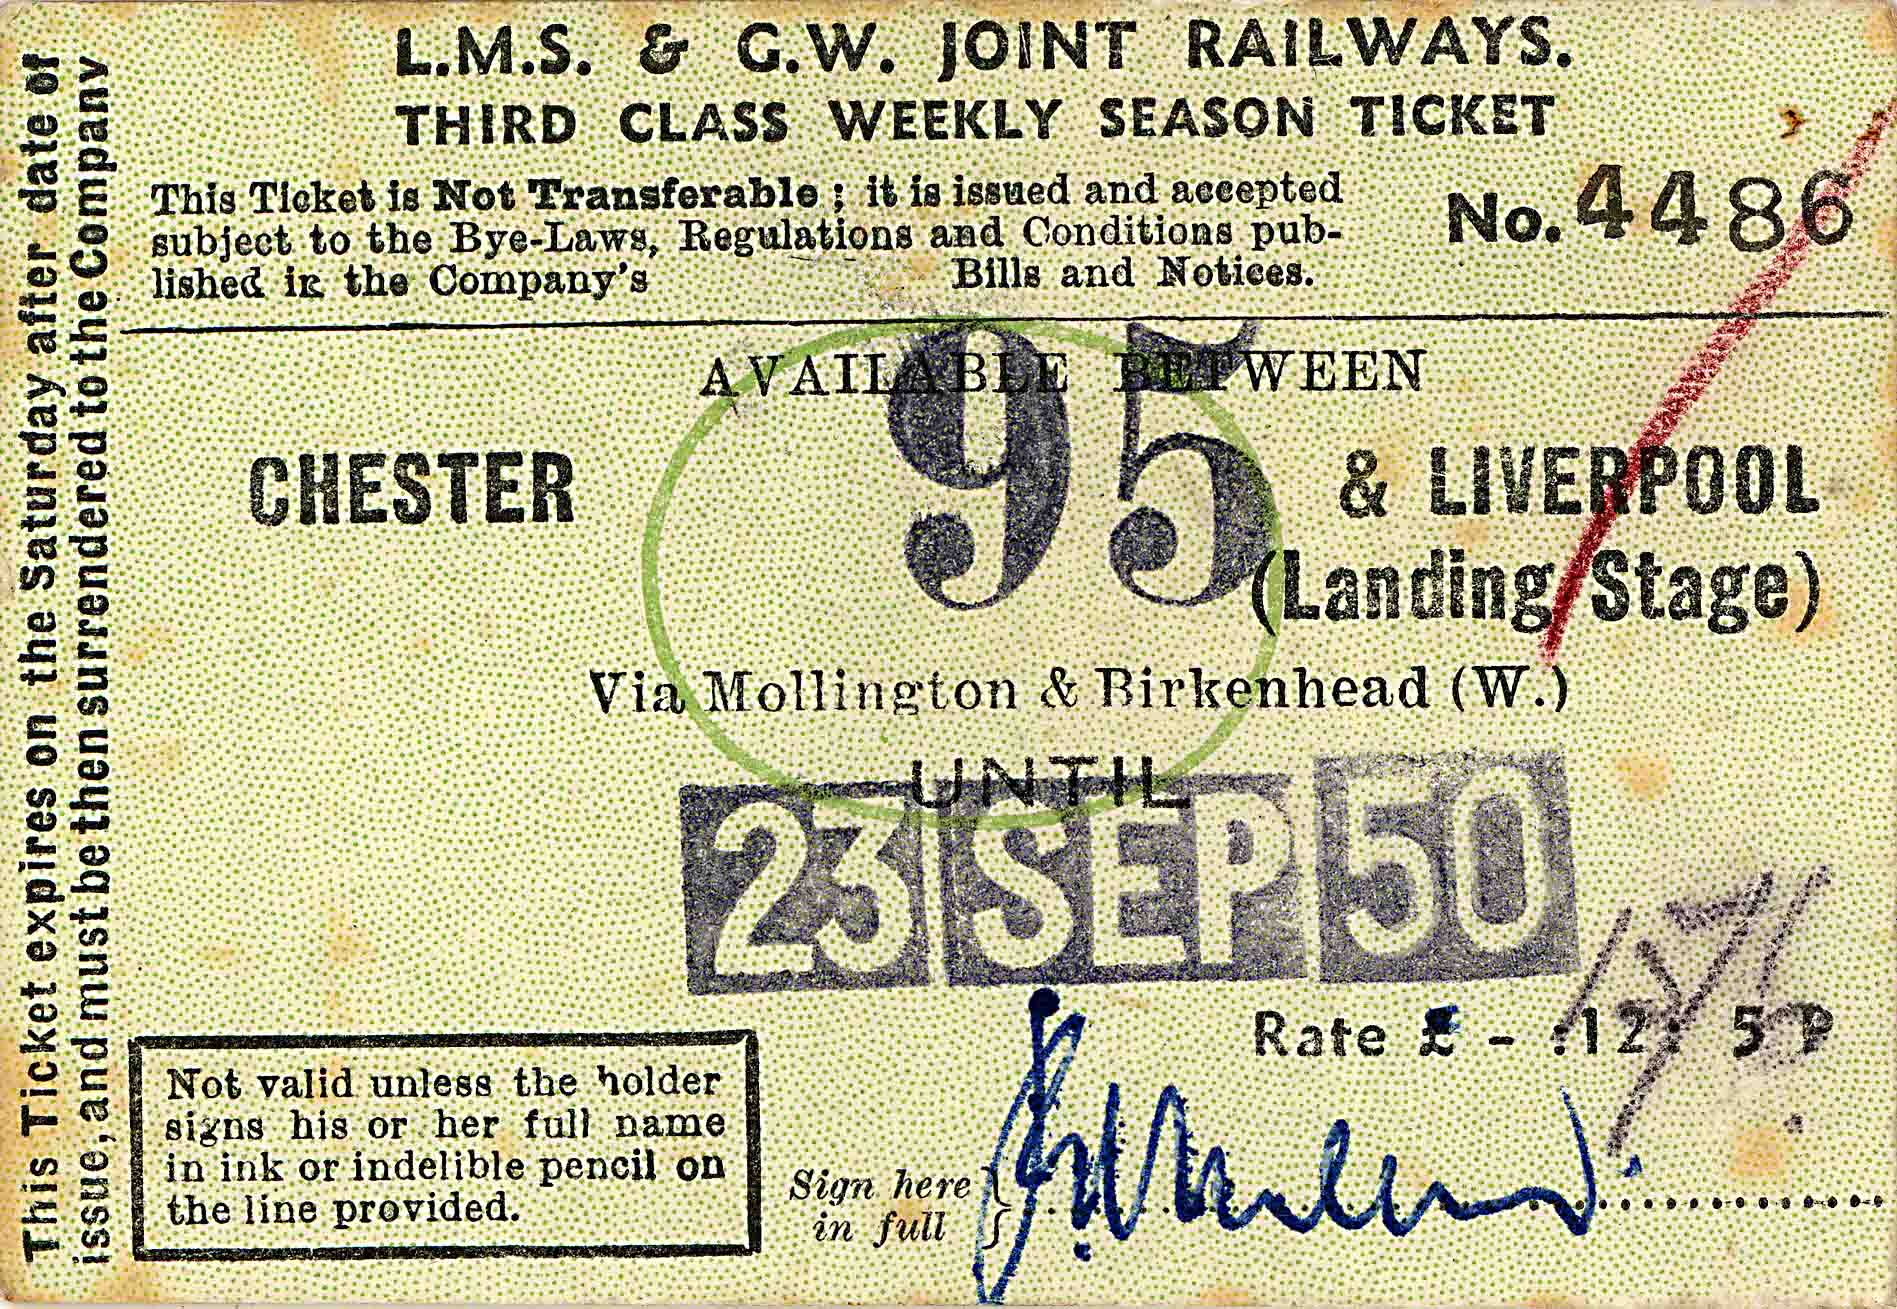 L.M.S. & G.W. JOINT RAILWAYS.
THIRD CLASS WEEKLY SEASON TICKET
This Ticket is Not Transferable; it is issued and accepted
subject to the Bye-Laws, Regulations and Conditions pub-
lished in the Company's Bills and Notices.
No. 4486
AVAILABLE BETWEEN
95
CHESTER & LIVERPOOL
(Landing Stage)
Via Mollington & Birkenhead (W.)
UNTIL
23 SEP 50
Rate £ - : 12 : 5
Not valid unless the holder
signs his or her full name
in ink or indelible pencil on
the line provided.
Sign here
in full
This Ticket expires on the Saturday after date of
issue, and must be then surrendered to the Company